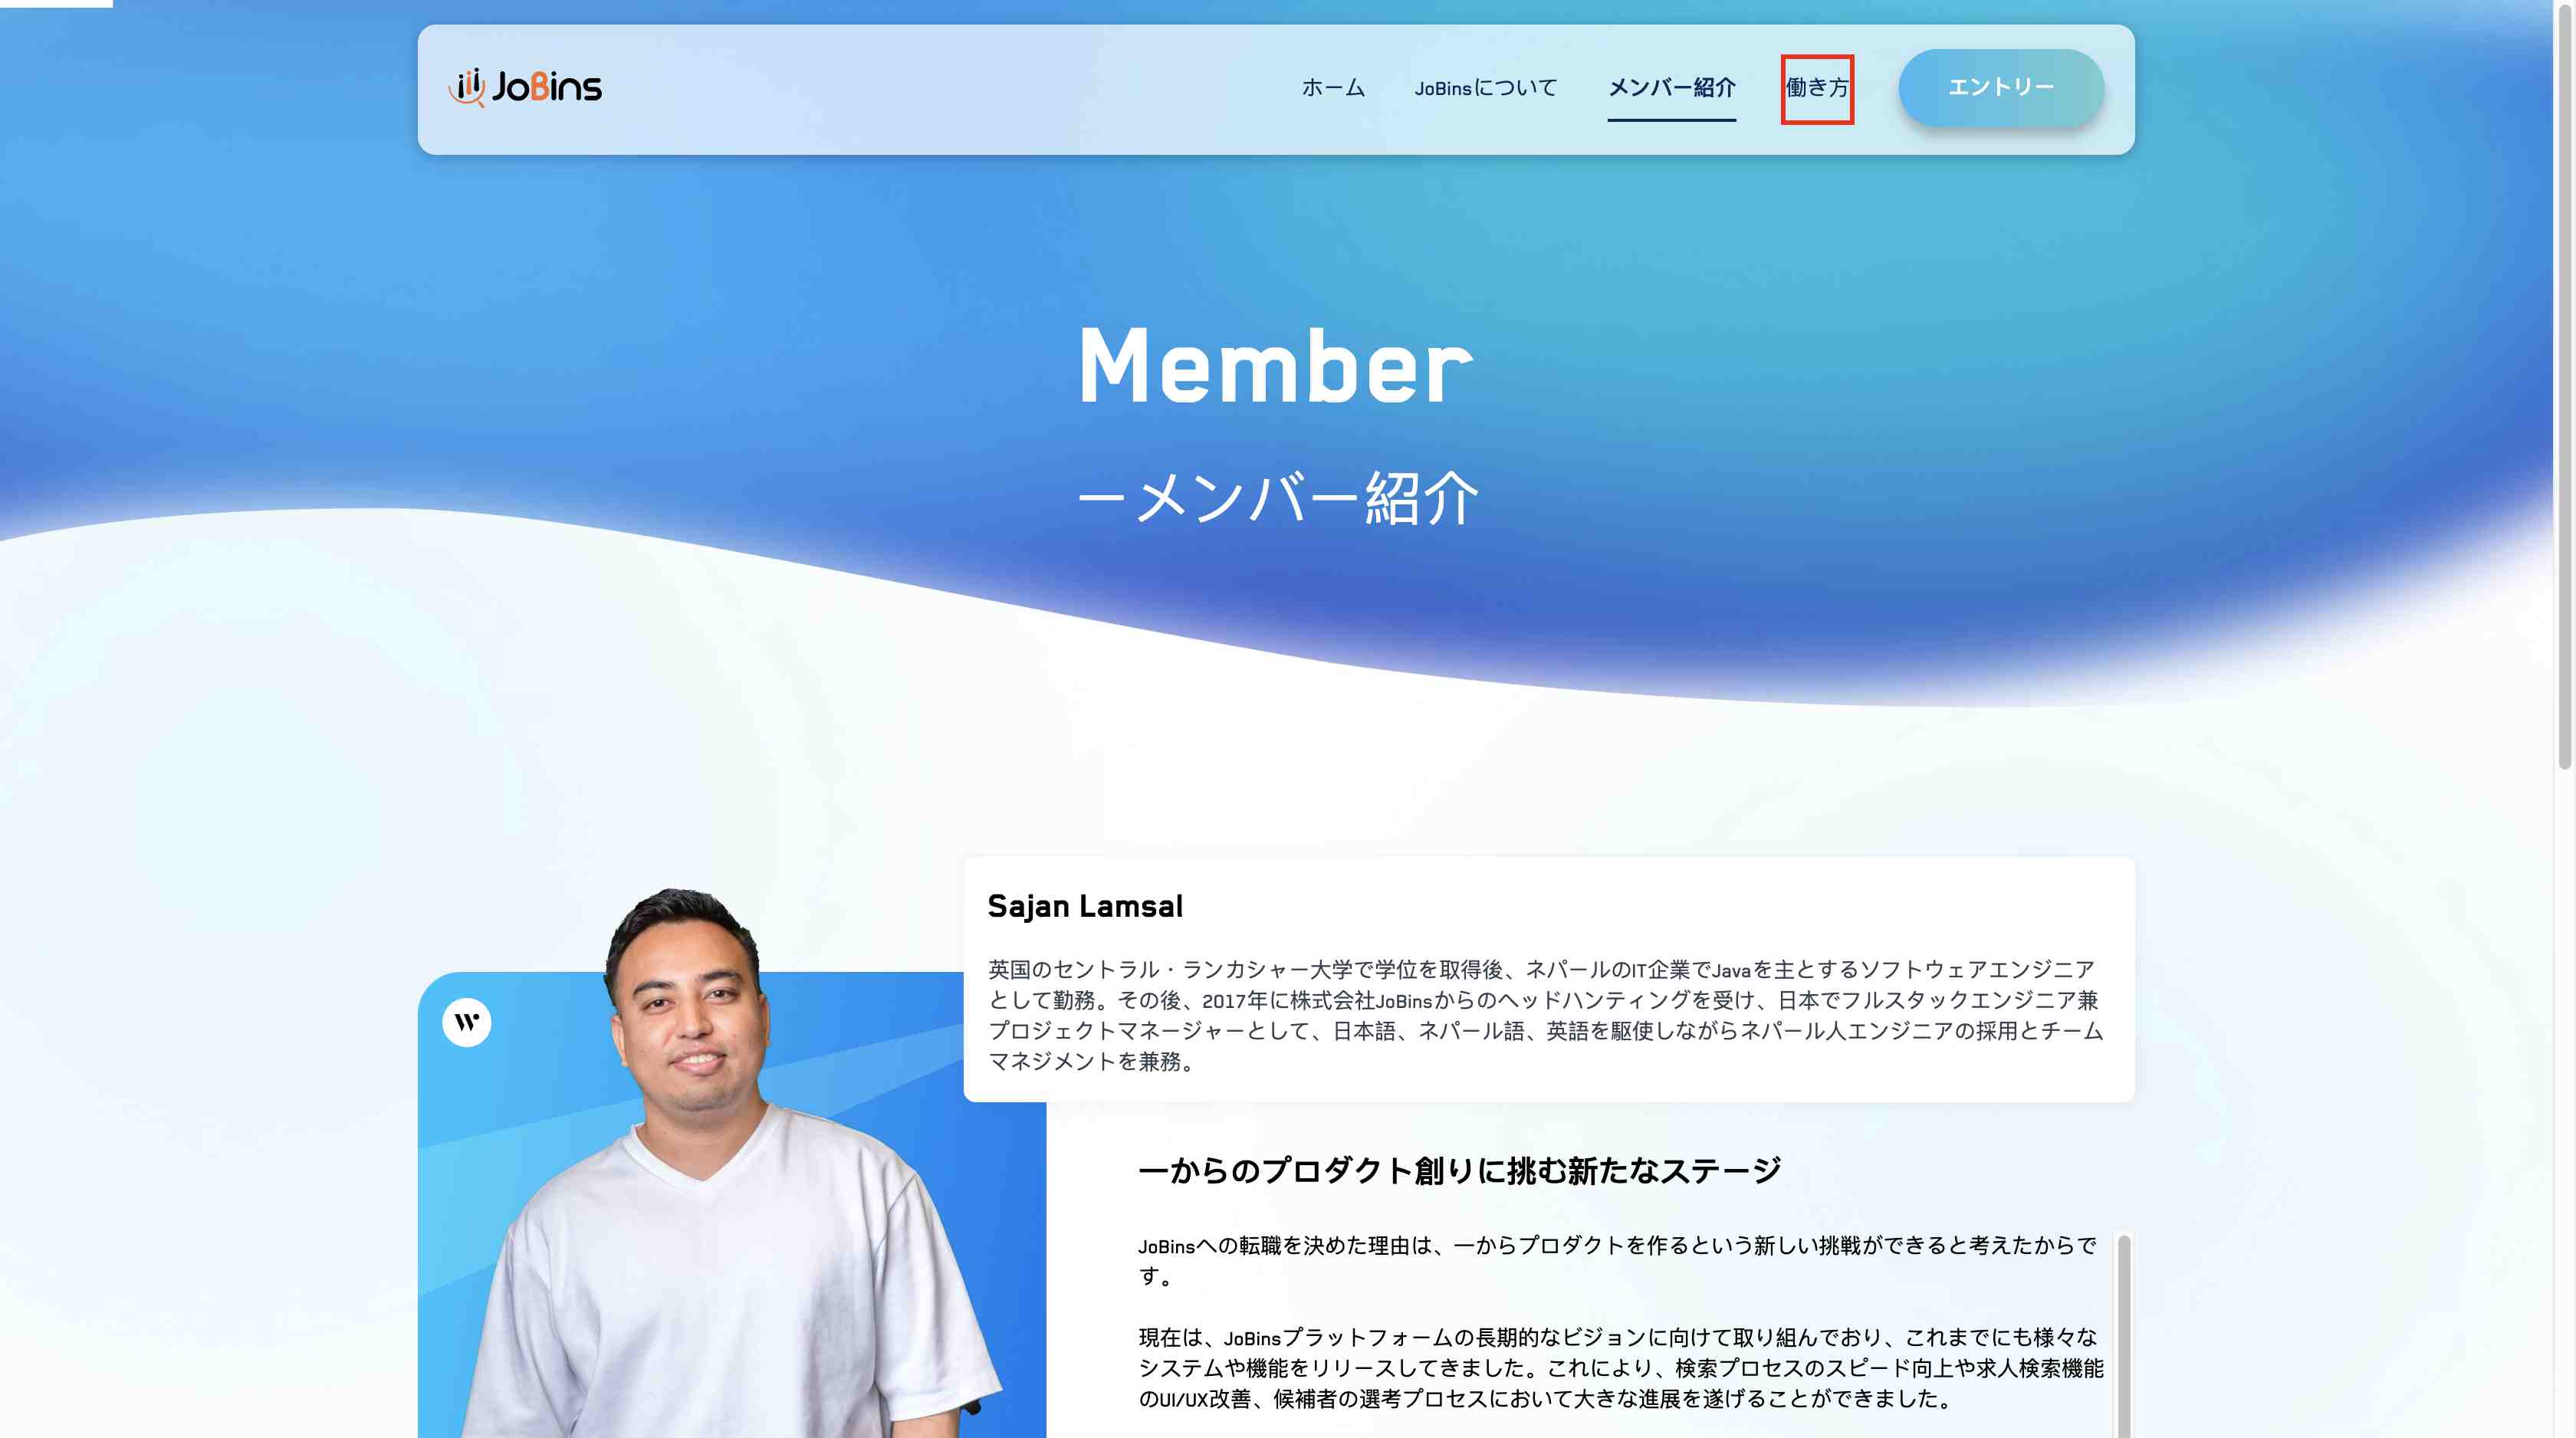 JoBins
ホーム
JoBinsについて
メンバー紹介
働き方
エントリー
Member
ーメンバー紹介
Sajan Lamsal
英国のセントラル・ランカシャー大学で学位を取得後、ネパールのIT企業でJavaを主とするソフトウェアエンジニア
として勤務。その後、2017年に株式会社JoBinsからのヘッドハンティングを受け、日本でフルスタックエンジニア兼
プロジェクトマネージャーとして、日本語、ネパール語、英語を駆使しながらネパール人エンジニアの採用とチーム
マネジメントを兼務。
一からのプロダクト創りに挑む新たなステージ
JoBinsへの転職を決めた理由は、一からプロダクトを作るという新しい挑戦ができると考えたからで
す。
現在は、JoBinsプラットフォームの長期的なビジョンに向けて取り組んでおり、これまでにも様々な
システムや機能をリリースしてきました。これにより、検索プロセスのスピード向上や求人検索機能
のUI/UX改善、候補者の選考プロセスにおいて大きな進展を遂げることができました。